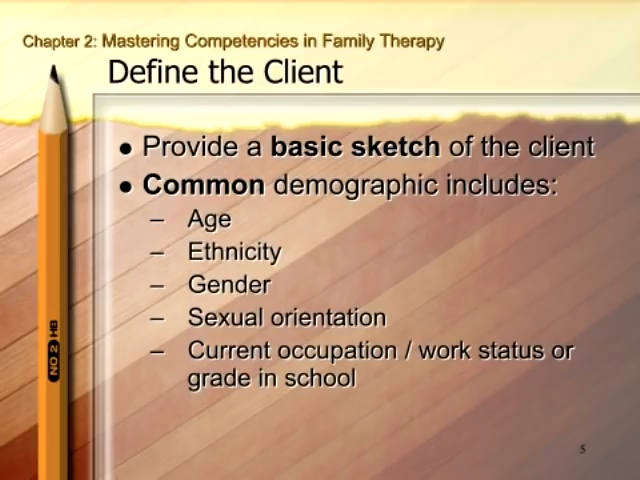 Chapter 2: Mastering Competencies in Family Therapy
Define the Client
● Provide a basic sketch of the client
● Common demographic includes:
– Age
– Ethnicity
– Gender
– Sexual orientation
– Current occupation / work status or
grade in school
NO 2 HB
5